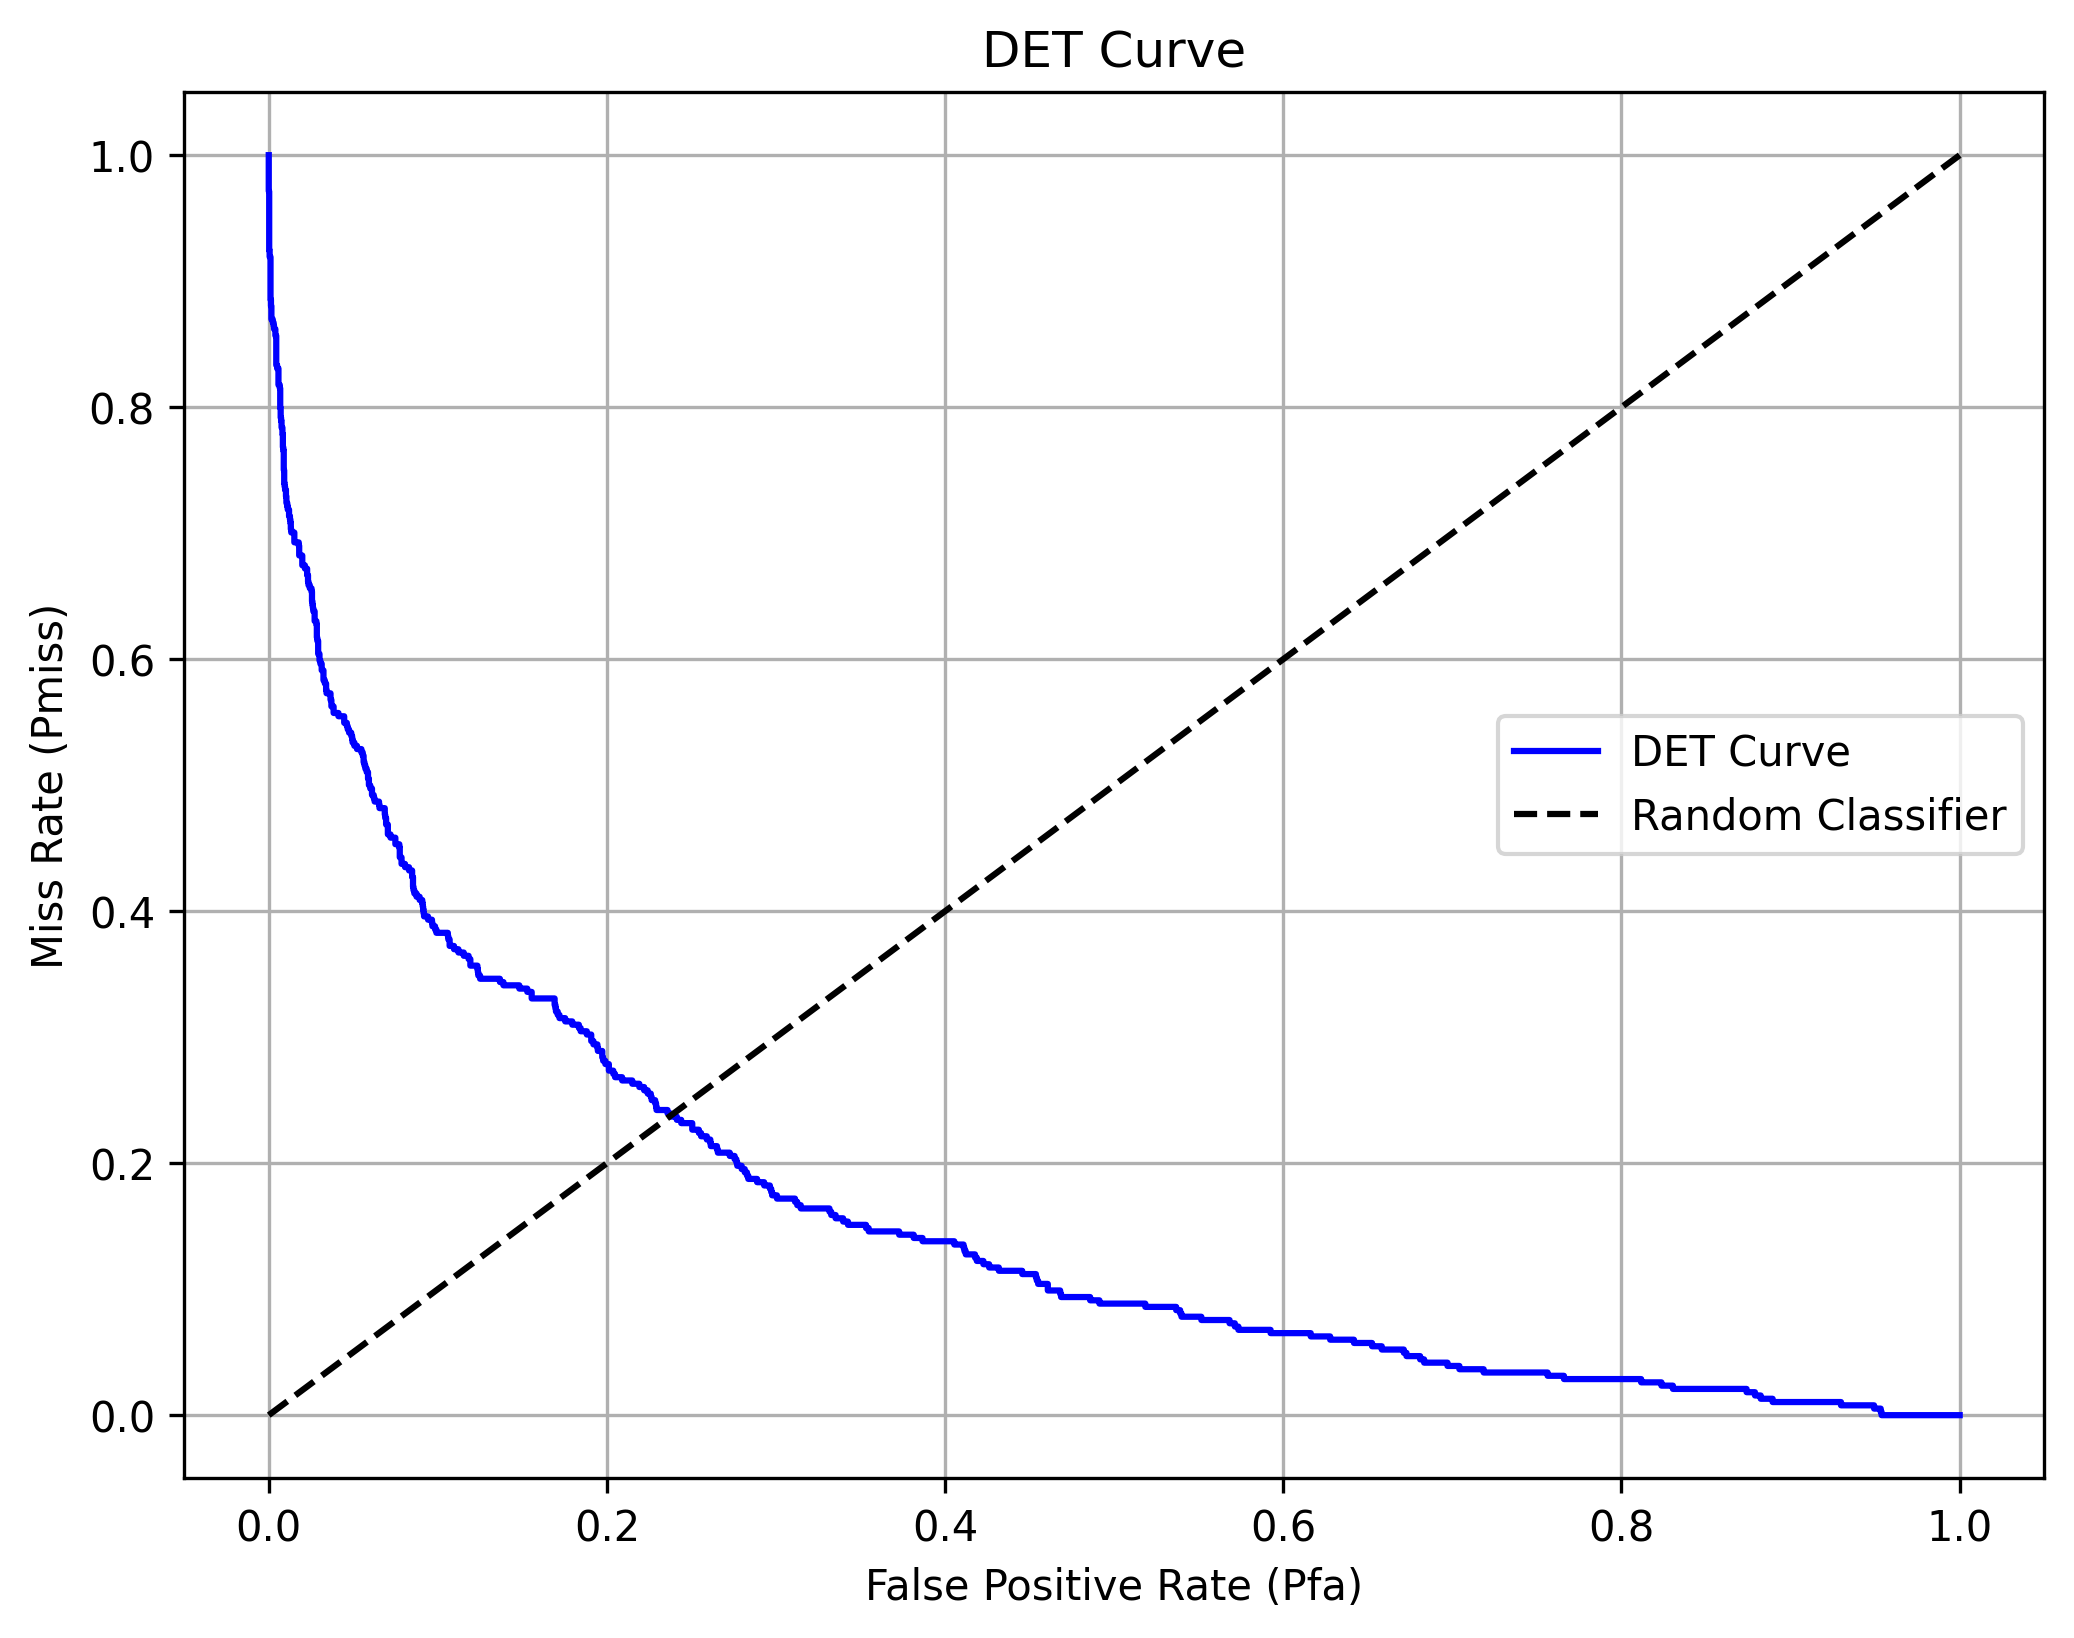 DET Curve
1.0
0.8
0.6
0.4
0.2
0.0
Miss Rate (Pmiss)
DET Curve
Random Classifier
0.0 0.2 0.4 0.6 0.8 1.0
False Positive Rate (Pfa)